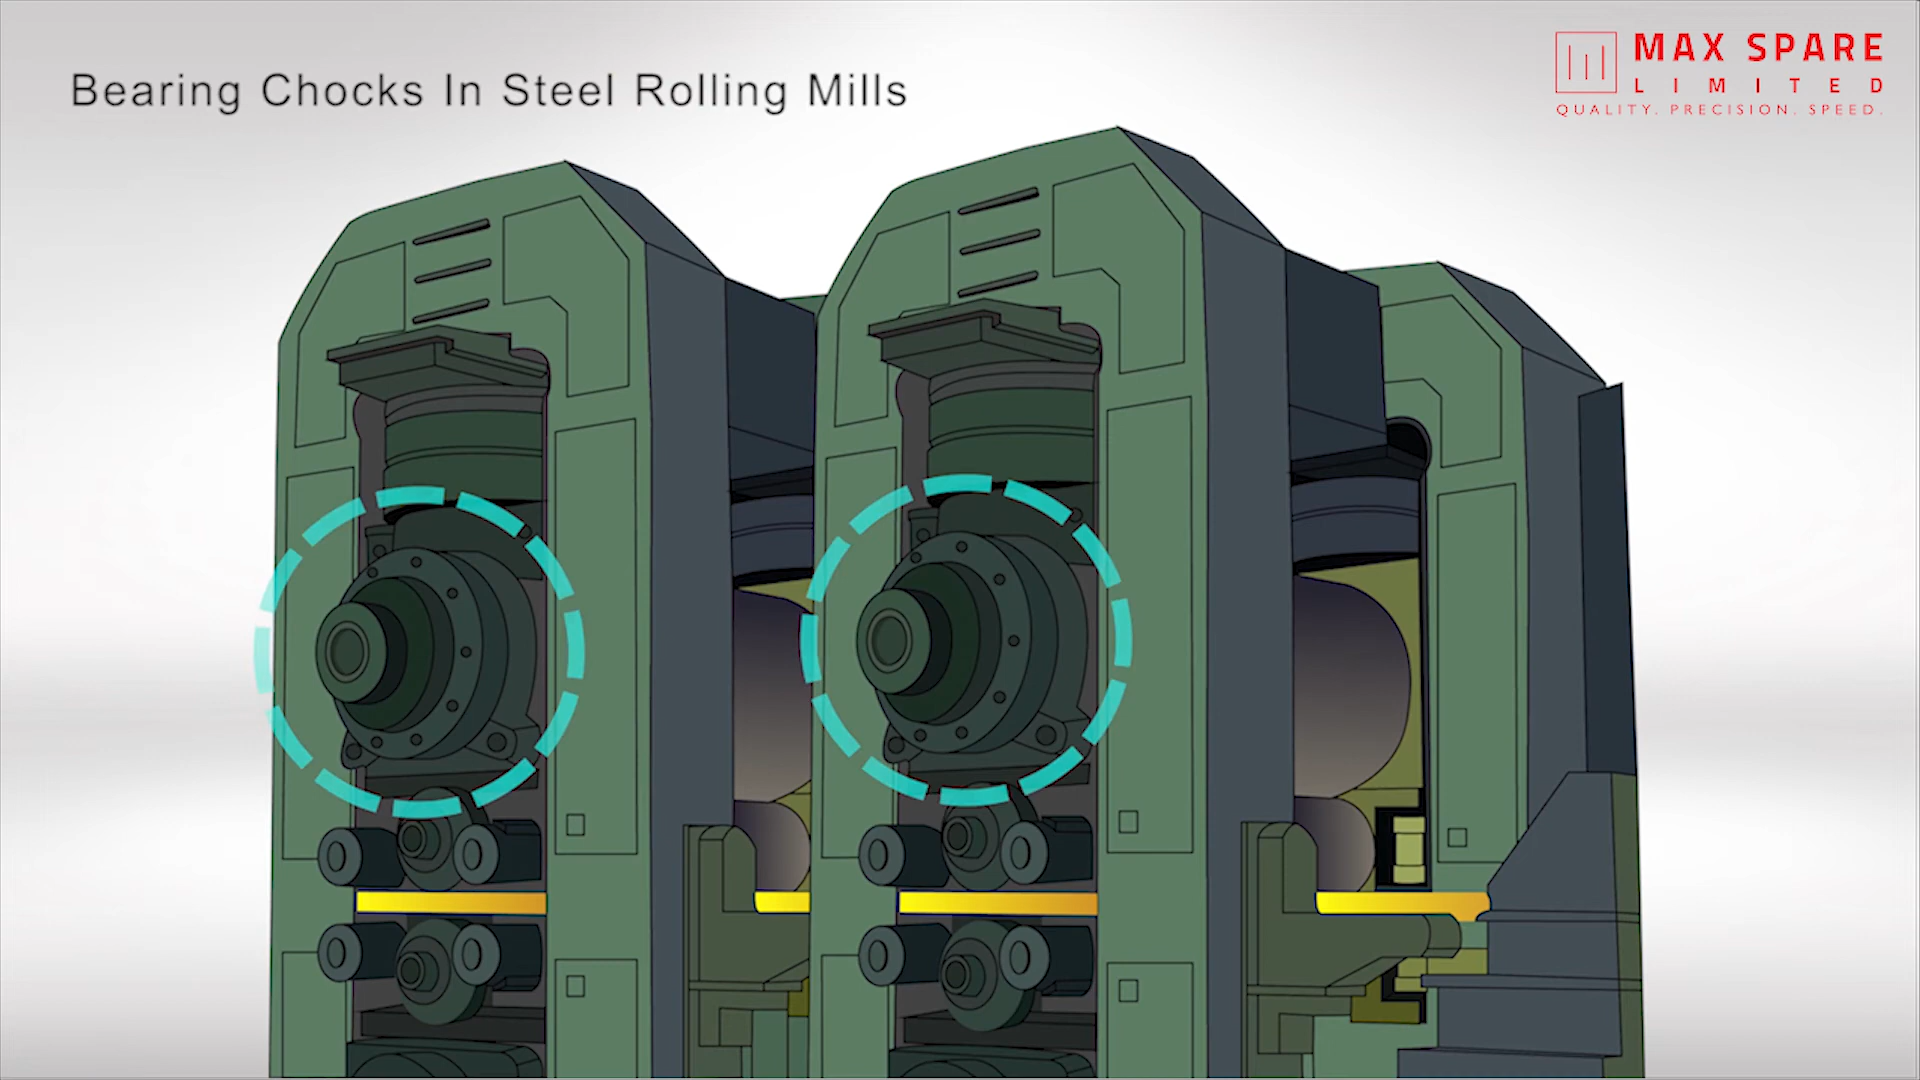 Bearing Chocks In Steel Rolling Mills
MAX SPARE
LIMITED
QUALITY. PRECISION. SPEED.